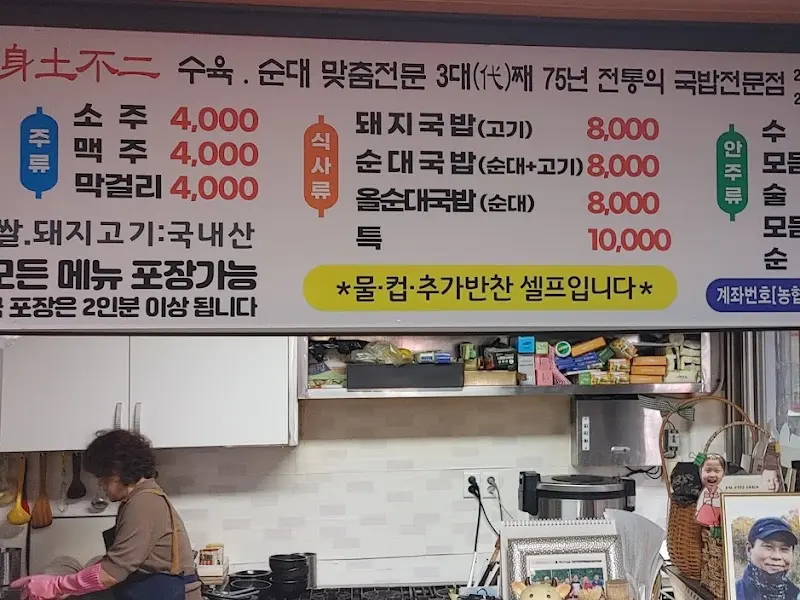 身土不二 수육 . 순대 맞춤전문 3대(代)째 75년 전통의 국밥전문점
주류
소주 4,000
맥주 4,000
막걸리 4,000
쌀.돼지고기:국내산
모든 메뉴 포장가능
포장은 2인분 이상 됩니다
식사류
돼지국밥(고기) 8,000
순대국밥(순대+고기) 8,000
올순대국밥(순대) 8,000
특 10,000
*물·컵·추가반찬 셀프입니다*
안주류
수
모둠
술
모둠
순
계좌번호[농협